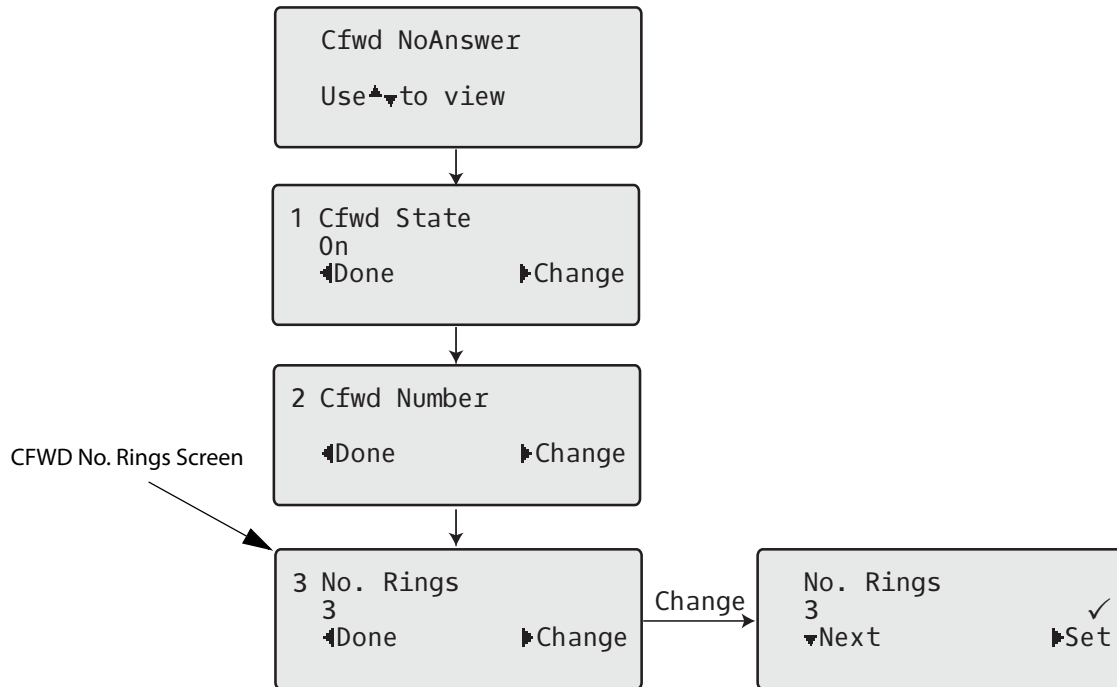 Cfwd NoAnswer
Use▲▼to view
1 Cfwd State
On
◀Done ▶Change
2 Cfwd Number
◀Done ▶Change
CFWD No. Rings Screen
3 No. Rings
3
◀Done ▶Change
Change
No. Rings
3 ✓
▼Next ▶Set